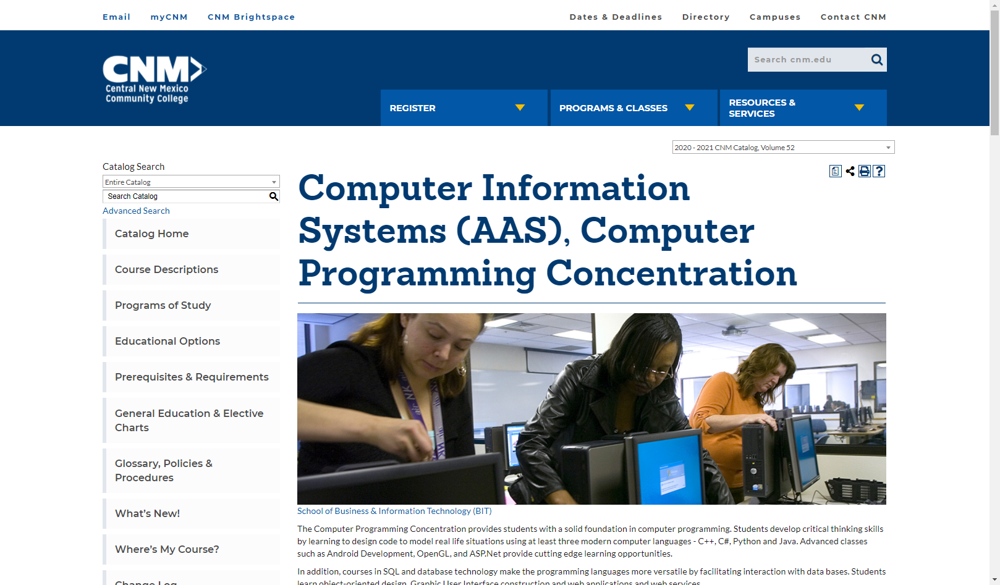 Email myCNM CNM Brightspace Dates & Deadlines Directory Campuses Contact CNM
CNM
Central New Mexico
Community College
Search cnm.edu
REGISTER
PROGRAMS & CLASSES
RESOURCES &
SERVICES
2020 - 2021 CNM Catalog, Volume 52
Catalog Search
Entire Catalog
Search Catalog
Advanced Search
Catalog Home
Course Descriptions
Programs of Study
Educational Options
Prerequisites & Requirements
General Education & Elective
Charts
Glossary, Policies &
Procedures
What's New!
Where's My Course?
Change Log
?
Computer Information
Systems (AAS), Computer
Programming Concentration
School of Business & Information Technology (BIT)
The Computer Programming Concentration provides students with a solid foundation in computer programming. Students develop critical thinking skills
by learning to design code to model real life situations using at least three modern computer languages - C++, C#, Python and Java. Advanced classes
such as Android Development, OpenGL, and ASP.Net provide cutting edge learning opportunities.
In addition, courses in SQL and database technology make the programming languages more versatile by facilitating interaction with data bases. Students
learn object-oriented design, Graphic User Interface construction and web applications and web services.